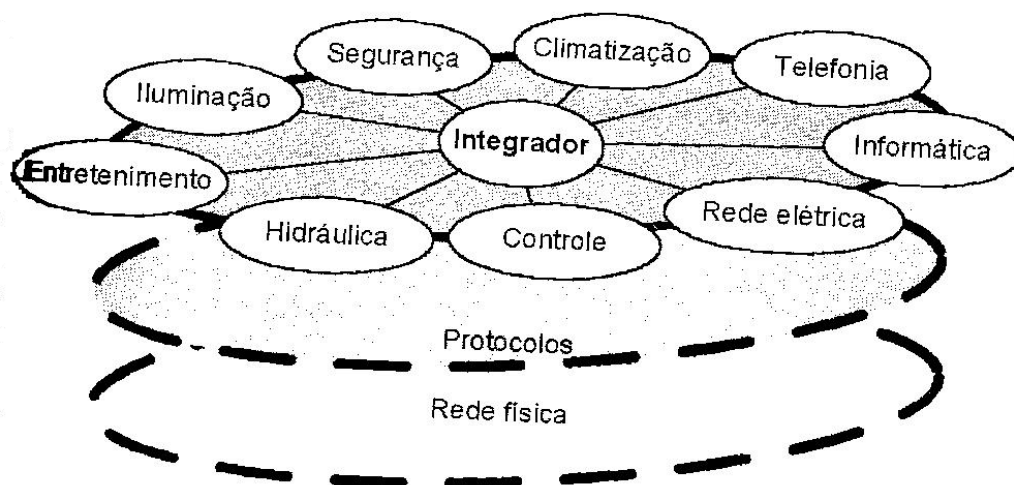 Segurança
Climatização
Telefonia
Iluminação
Integrador
Informática
Entretenimento
Rede elétrica
Hidráulica
Controle
Protocolos
Rede física